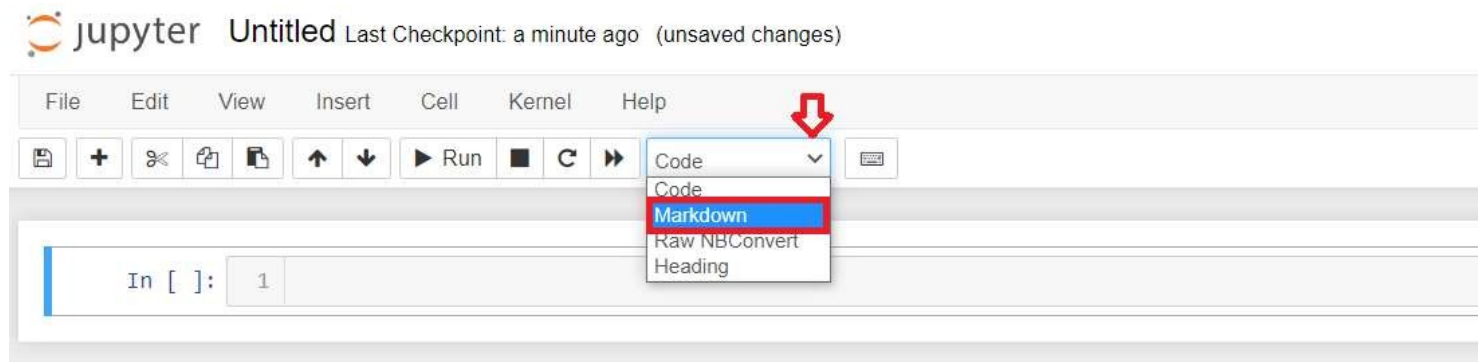 jupyter Untitled Last Checkpoint: a minute ago (unsaved changes)
File Edit View Insert Cell Kernel Help
Run Code
Code
Markdown
Raw NBConvert
Heading
In [ ]: 1